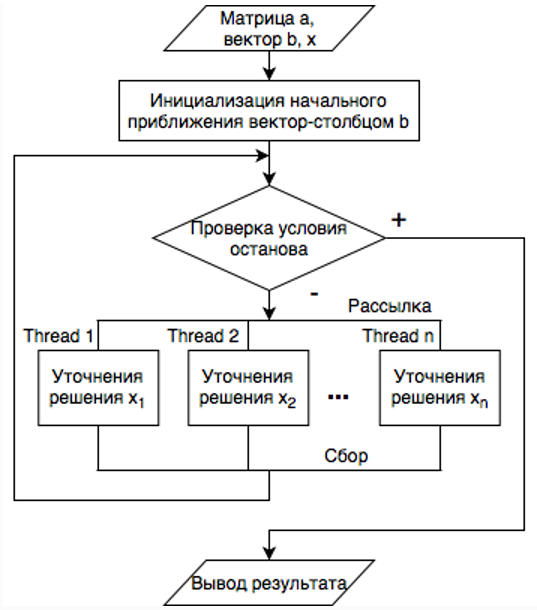 Матрица a,
вектор b, x
Инициализация начального
приближения вектор-столбцом b
Проверка условия
останова
+
-
Рассылка
Thread 1
Thread 2
Thread n
Уточнения
решения x₁
Уточнения
решения x₂
...
Уточнения
решения xₙ
Сбор
Вывод результата